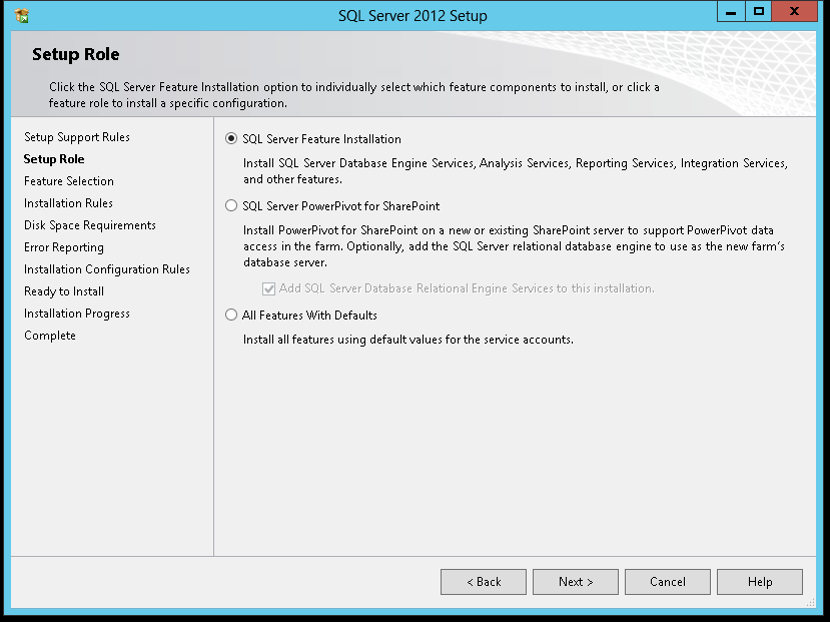 SQL Server 2012 Setup
Setup Role
Click the SQL Server Feature Installation option to individually select which feature components to install, or click a
feature role to install a specific configuration.
Setup Support Rules
Setup Role
Feature Selection
Installation Rules
Disk Space Requirements
Error Reporting
Installation Configuration Rules
Ready to Install
Installation Progress
Complete
SQL Server Feature Installation
Install SQL Server Database Engine Services, Analysis Services, Reporting Services, Integration Services,
and other features.
SQL Server PowerPivot for SharePoint
Install PowerPivot for SharePoint on a new or existing SharePoint server to support PowerPivot data
access in the farm. Optionally, add the SQL Server relational database engine to use as the new farm's
database server.
Add SQL Server Database Relational Engine Services to this installation.
All Features With Defaults
Install all features using default values for the service accounts.
< Back
Next >
Cancel
Help